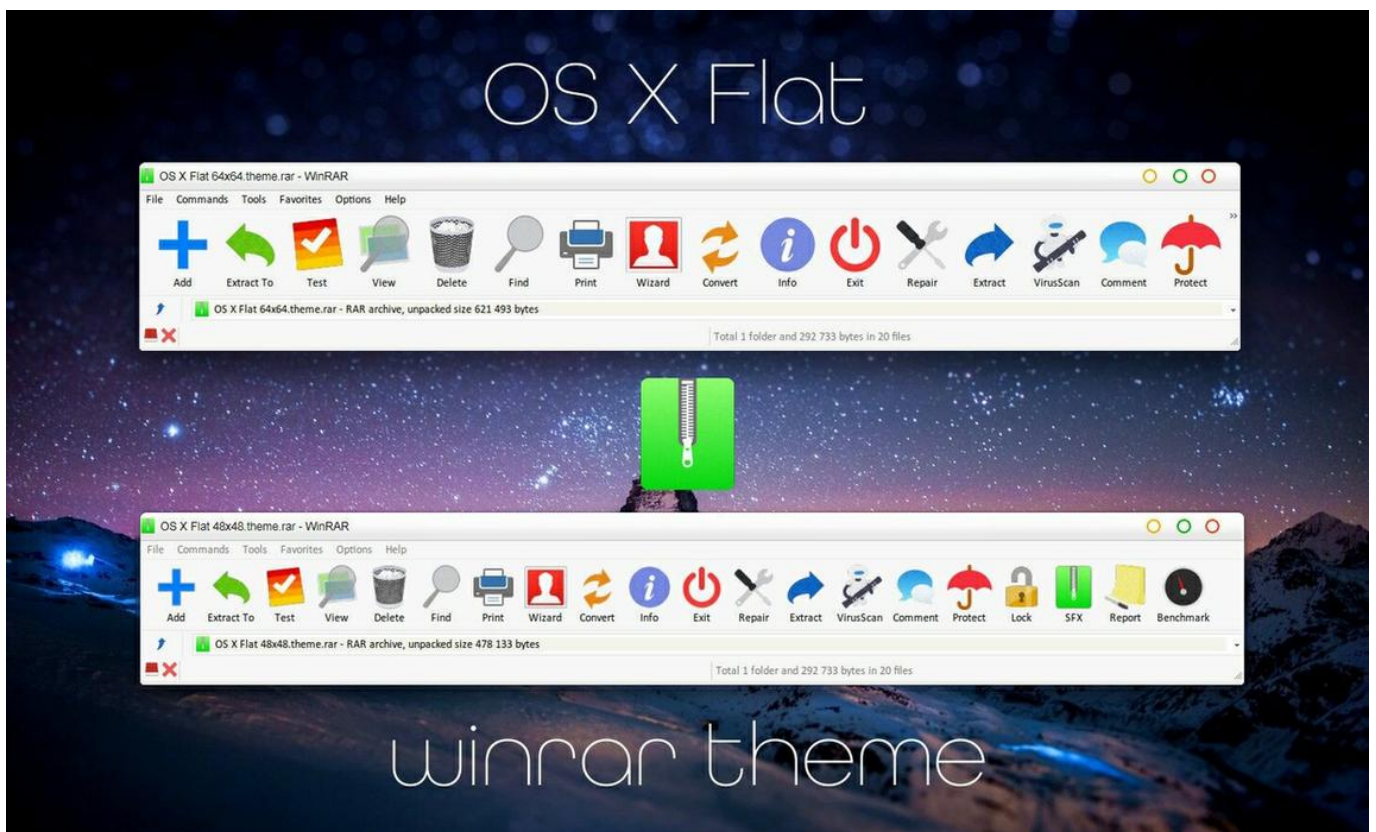 OS X Flat
OS X Flat 64x64.theme.rar - WinRAR
File Commands Tools Favorites Options Help
»
Add Extract To Test View Delete Find Print Wizard Convert Info Exit Repair Extract VirusScan Comment Protect
OS X Flat 64x64.theme.rar - RAR archive, unpacked size 621 493 bytes
Total 1 folder and 292 733 bytes in 20 files
OS X Flat 48x48.theme.rar - WinRAR
File Commands Tools Favorites Options Help
Add Extract To Test View Delete Find Print Wizard Convert Info Exit Repair Extract VirusScan Comment Protect Lock SFX Report Benchmark
OS X Flat 48x48.theme.rar - RAR archive, unpacked size 478 133 bytes
Total 1 folder and 292 733 bytes in 20 files
winrar theme